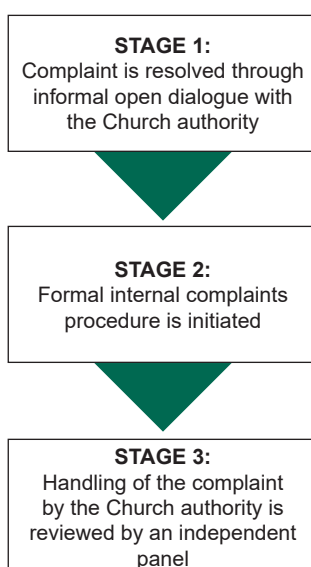 STAGE 1:
Complaint is resolved through
informal open dialogue with
the Church authority
STAGE 2:
Formal internal complaints
procedure is initiated
STAGE 3:
Handling of the complaint
by the Church authority is
reviewed by an independent
panel